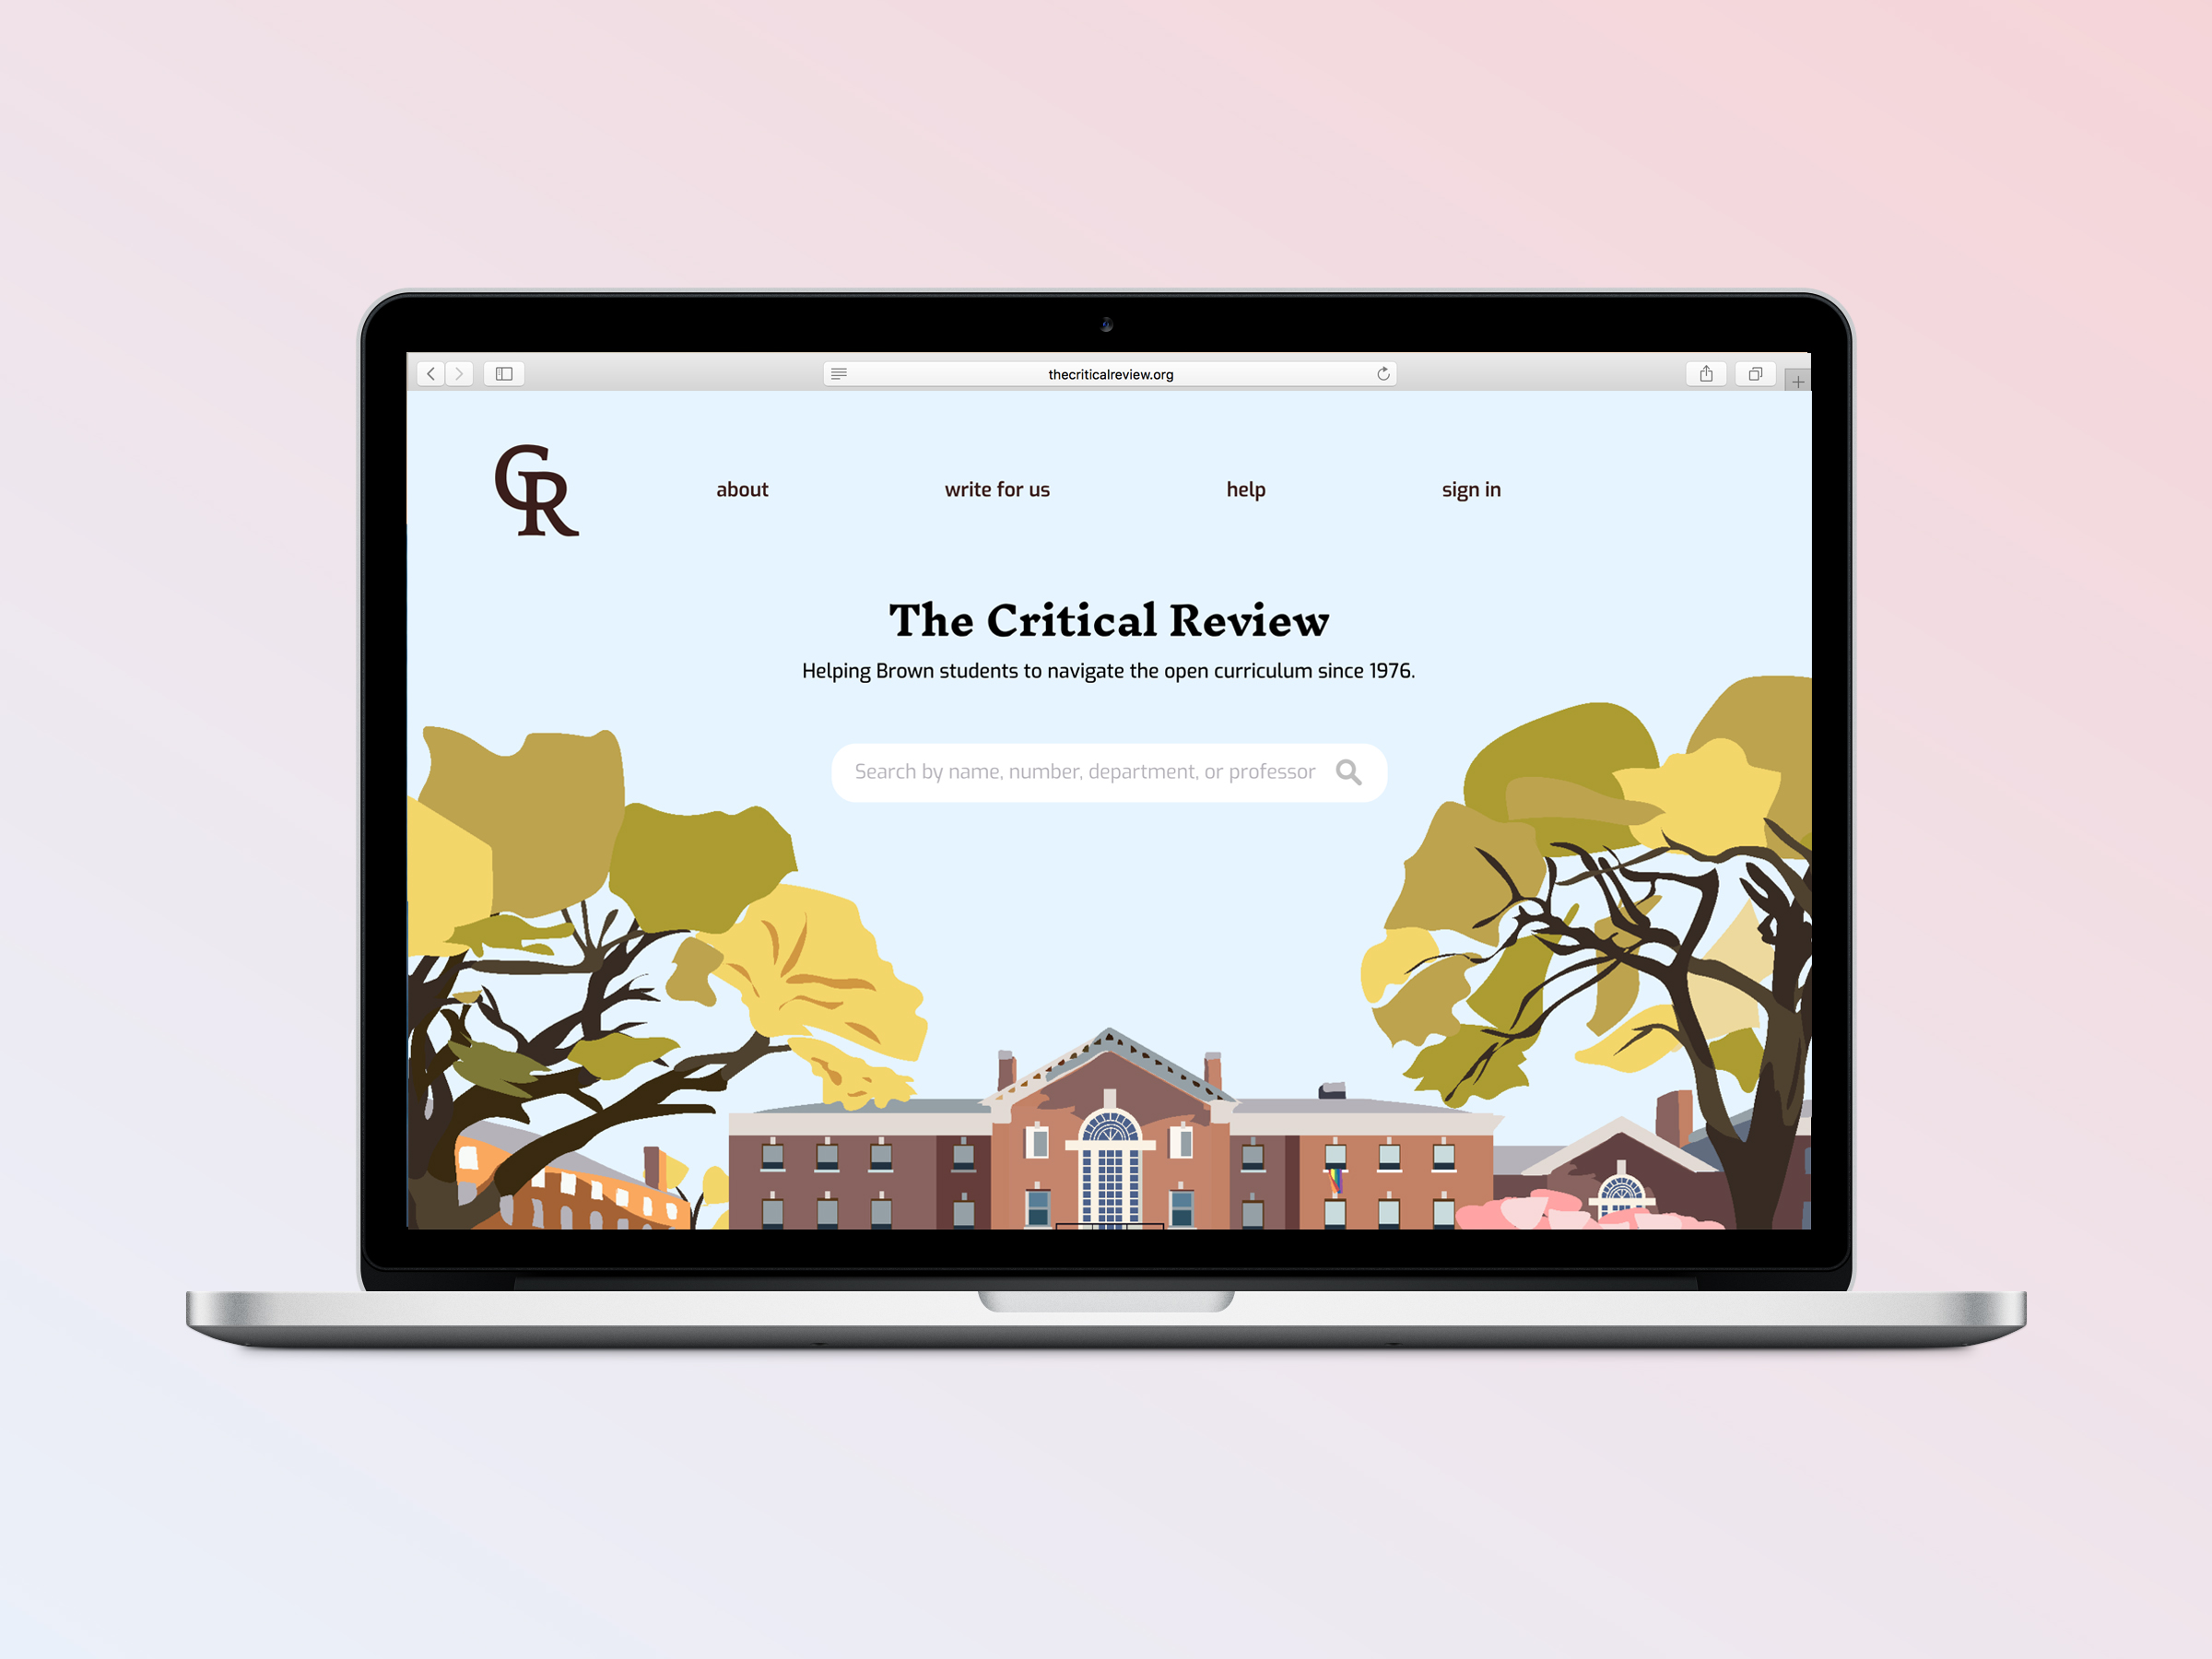 thecriticalreview.org
CR
about
write for us
help
sign in
The Critical Review
Helping Brown students to navigate the open curriculum since 1976.
Search by name, number, department, or professor